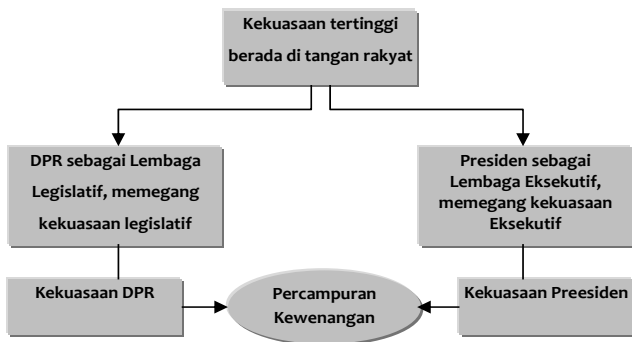 Kekuasaan tertinggi
berada di tangan rakyat
DPR sebagai Lembaga
Legislatif, memegang
kekuasaan legislatif
Presiden sebagai
Lembaga Eksekutif,
memegang kekuasaan
Eksekutif
Kekuasaan DPR
Percampuran
Kewenangan
Kekuasaan Preesiden